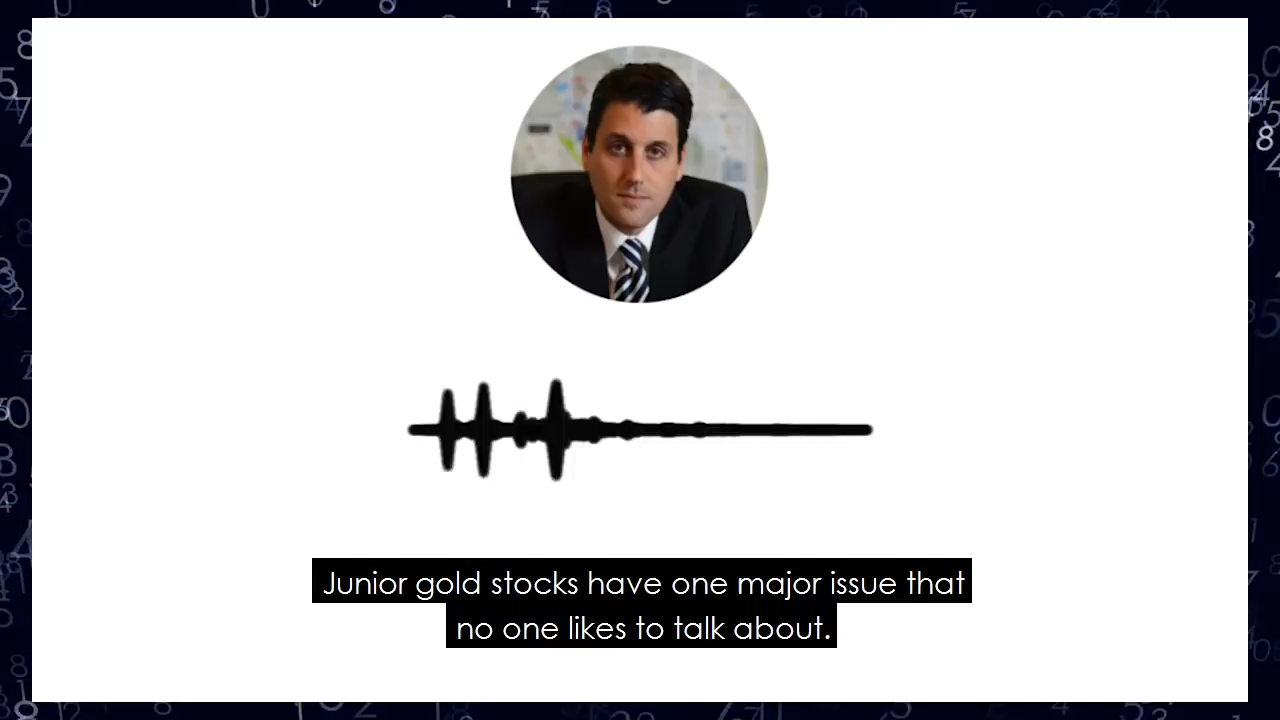 Junior gold stocks have one major issue that
no one likes to talk about.